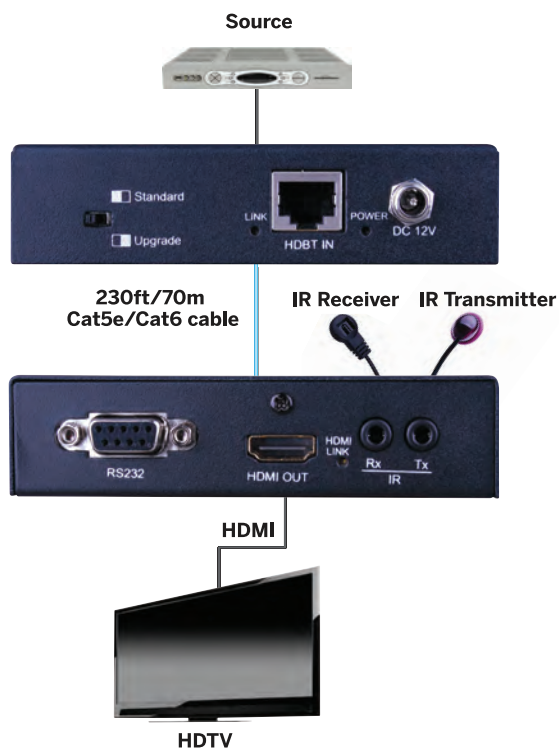 Source
Standard
LINK
POWER
Upgrade
HDBT IN
DC 12V
230ft/70m
Cat5e/Cat6 cable
IR Receiver
IR Transmitter
RS232
HDMI OUT
HDMI
LINK
Rx
Tx
IR
HDMI
HDTV